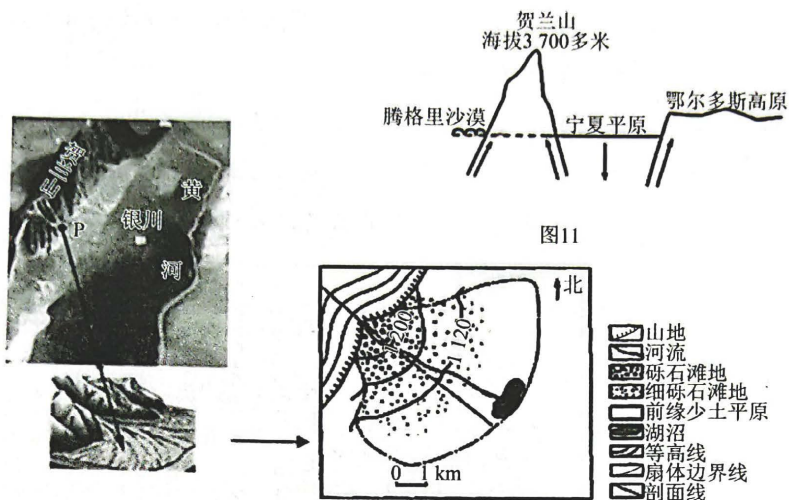 贺兰山
海拔3 700多米
腾格里沙漠
宁夏平原
鄂尔多斯高原
图11
贺兰山
P
银川
黄
河
北
1 200
1 120
0 1 km
山地
河流
砾石滩地
细砾石滩地
前缘少土平原
湖沼
等高线
扇体边界线
剖面线